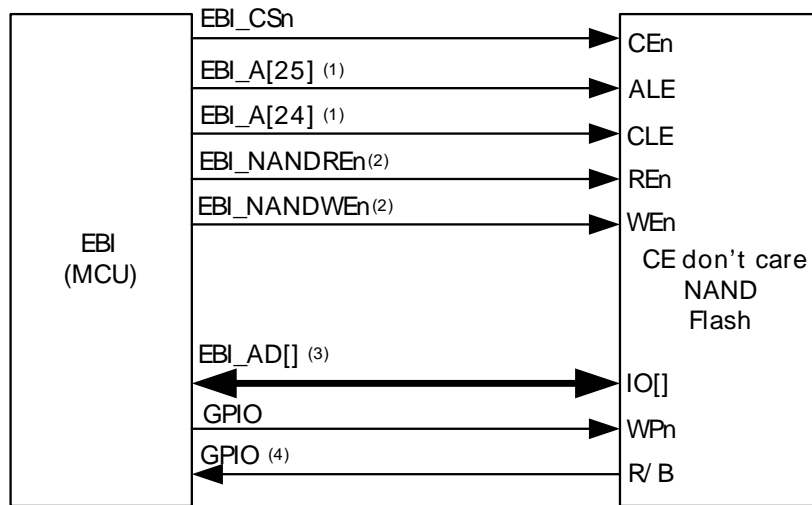 EBI_CSn
CEn
EBI_A[25] (1)
ALE
EBI_A[24] (1)
CLE
EBI_NANDREn(2)
REn
EBI_NANDWEn(2)
WEn
EBI
(MCU)
CE don't care
NAND
Flash
EBI_AD[] (3)
IO[]
GPIO
WPn
GPIO (4)
R/ B